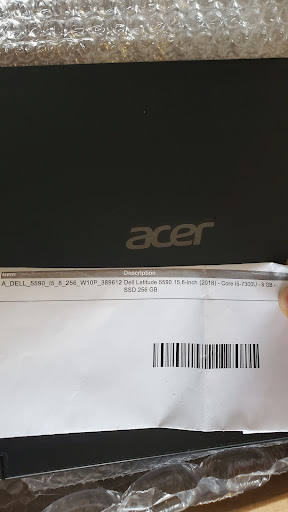 acer
Description
A_DELL_5590_i5_8_256_W10P_389612 Dell Latitude 5590 15.6-inch (2018) - Core i5-7300U - 8 GB -
SSD 256 GB